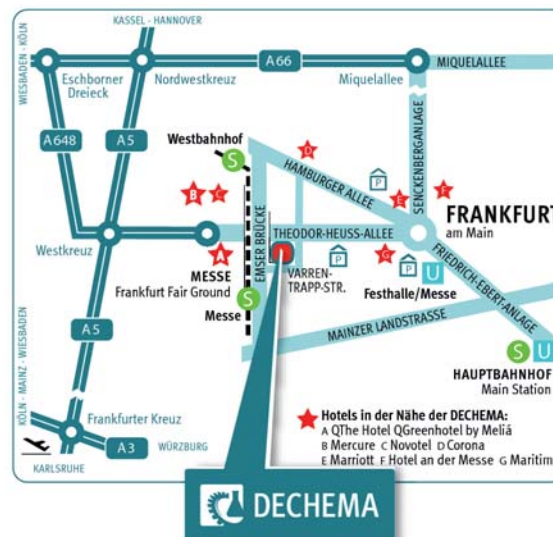 KASSEL - HANNOVER
WIESBADEN - KÖLN
A66
MIQUELALLEE
Eschborner
Dreieck
Nordwestkreuz
Miquelallee
A648
A5
Westbahnhof
S
D
HAMBURGER ALLEE
P
SENCKENBERGANLAGE
B
C
E
F
FRANKFURT
am Main
Westkreuz
A
THEODOR-HEUSS-ALLEE
EMSER BRÜCKE
G
MESSE
Frankfurt Fair Ground
VARREN-
TRAPP-STR.
P
P
U
Festhalle/Messe
FRIEDRICH-EBERT-ANLAGE
S
Messe
A5
MAINZER LANDSTRASSE
S
U
HAUPTBAHNHOF
Main Station
KÖLN - MAINZ - WIESBADEN
Frankfurter Kreuz
A3
WÜRZBURG
KARLSRUHE
Hotels in der Nähe der DECHEMA:
A QThe Hotel QGreenhotel by Meliá
B Mercure C Novotel D Corona
E Marriott F Hotel an der Messe G Maritim
DECHEMA